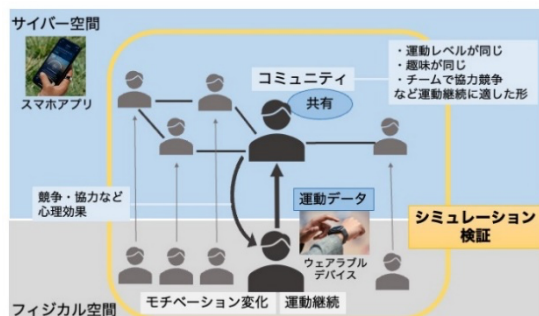 サイバー空間
スマホアプリ
コミュニティ
共有
・運動レベルが同じ
・趣味が同じ
・チームで協力競争
など運動継続に適した形
競争・協力など
心理効果
運動データ
ウェアラブル
デバイス
シミュレーション
検証
モチベーション変化
運動継続
フィジカル空間